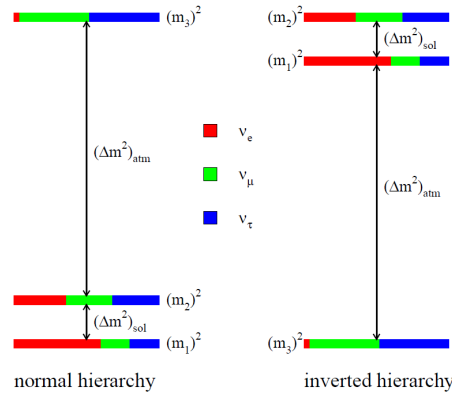 (m₃)²
(Δm²)atm
(m₂)²
(Δm²)sol
(m₁)²
normal hierarchy
νe
νμ
ντ
(m₂)²
(Δm²)sol
(m₁)²
(Δm²)atm
(m₃)²
inverted hierarchy